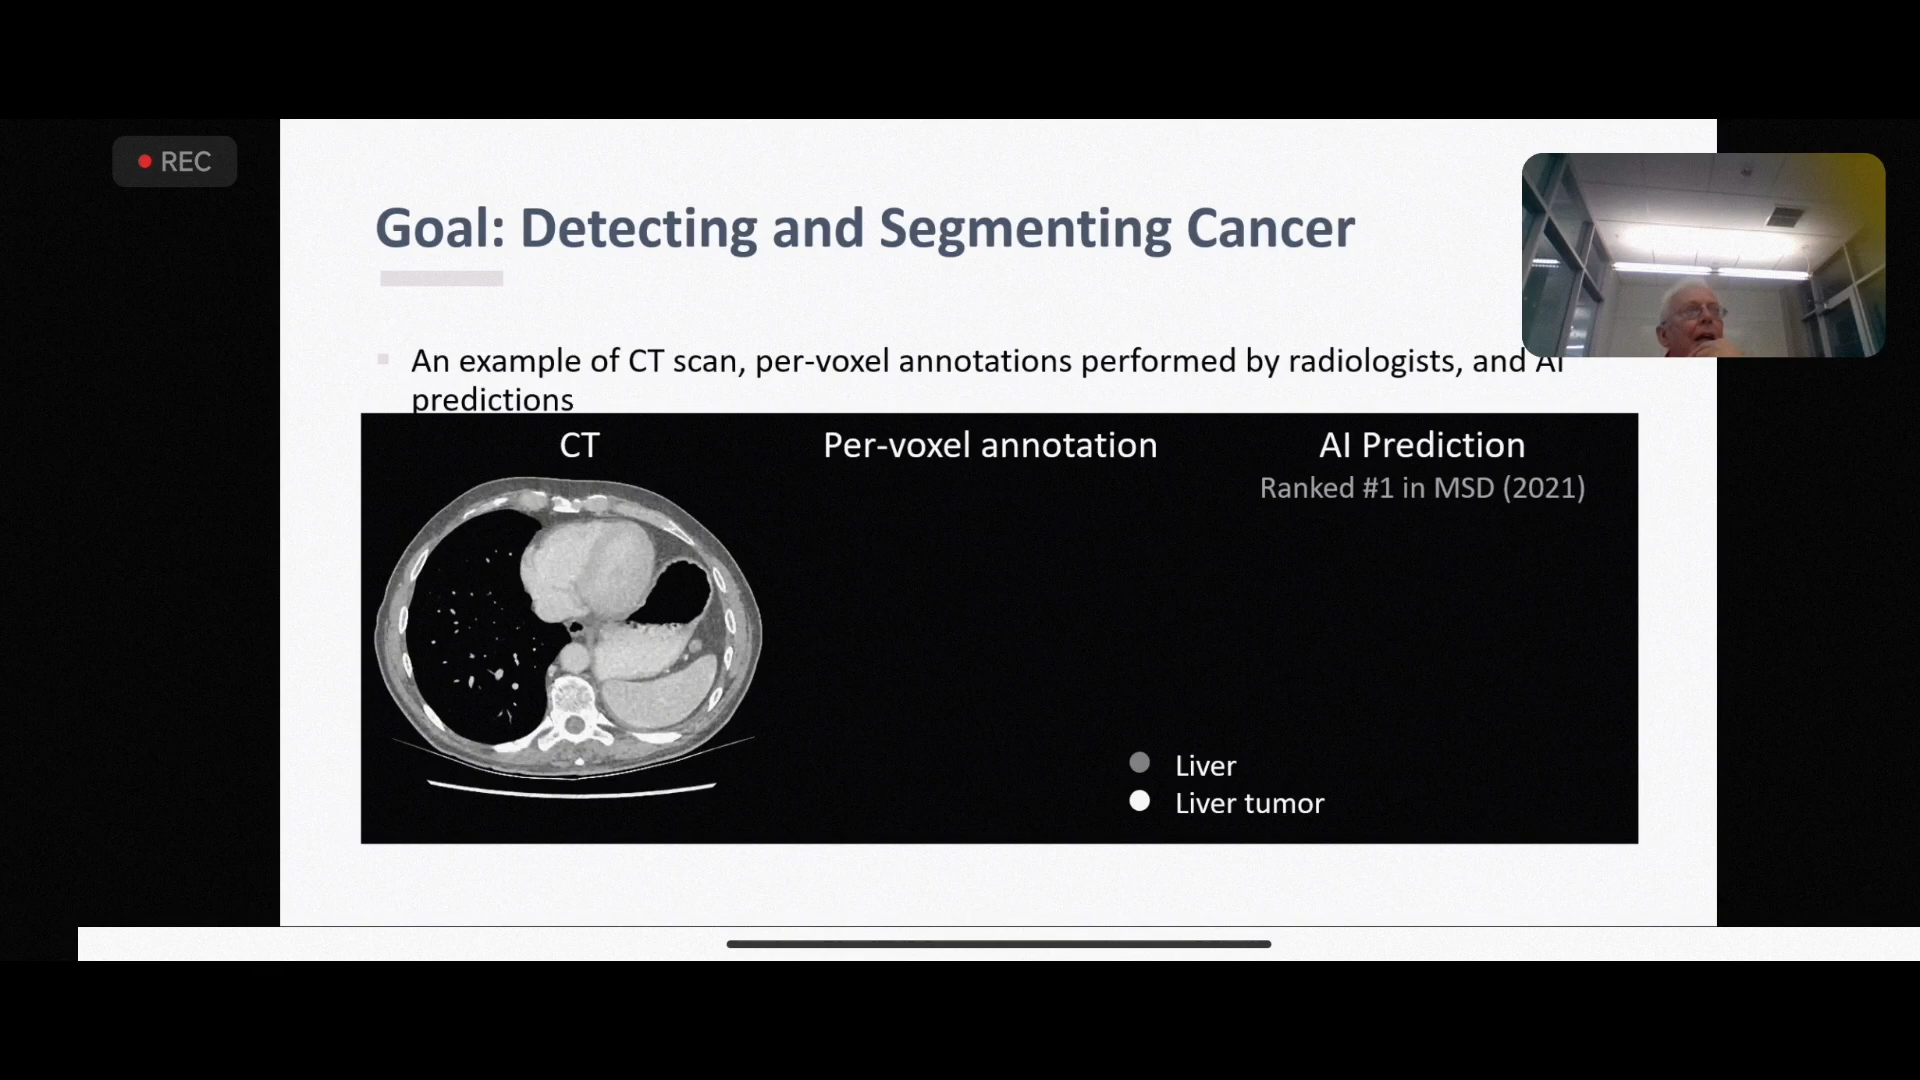 REC
Goal: Detecting and Segmenting Cancer
An example of CT scan, per-voxel annotations performed by radiologists, and AI
predictions
CT
Per-voxel annotation
AI Prediction
Ranked #1 in MSD (2021)
Liver
Liver tumor